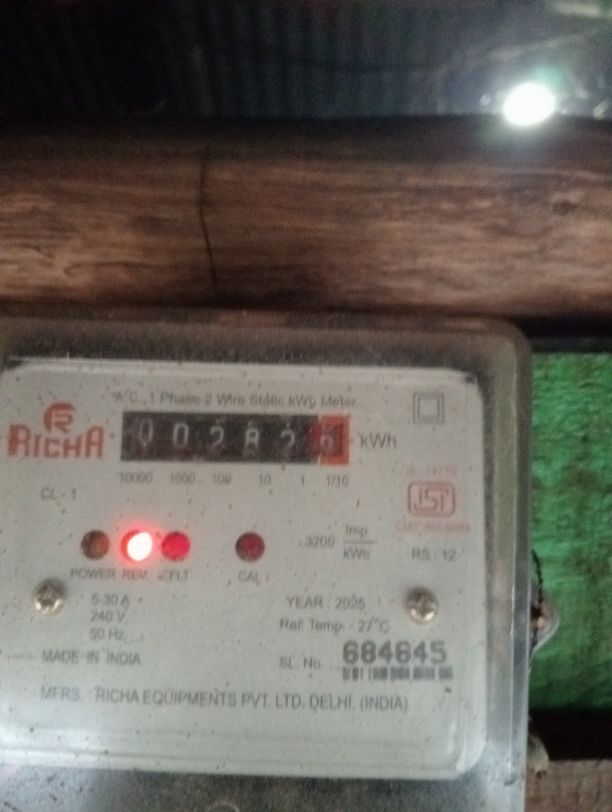 A.C. 1 Phase 2 Wire Static kWh Meter
RICHA
002826 kWh
10000 1000 100 10 1 1/10
CL - 1
ISI
3200 Imp/kWh
RS : 12
POWER REV E/FLT CAL
5-30 A
240 V
50 Hz
YEAR : 2025
Ref. Temp. - 27°C
MADE IN INDIA
SL. No. 684645
MFRS : RICHA EQUIPMENTS PVT. LTD. DELHI, (INDIA)